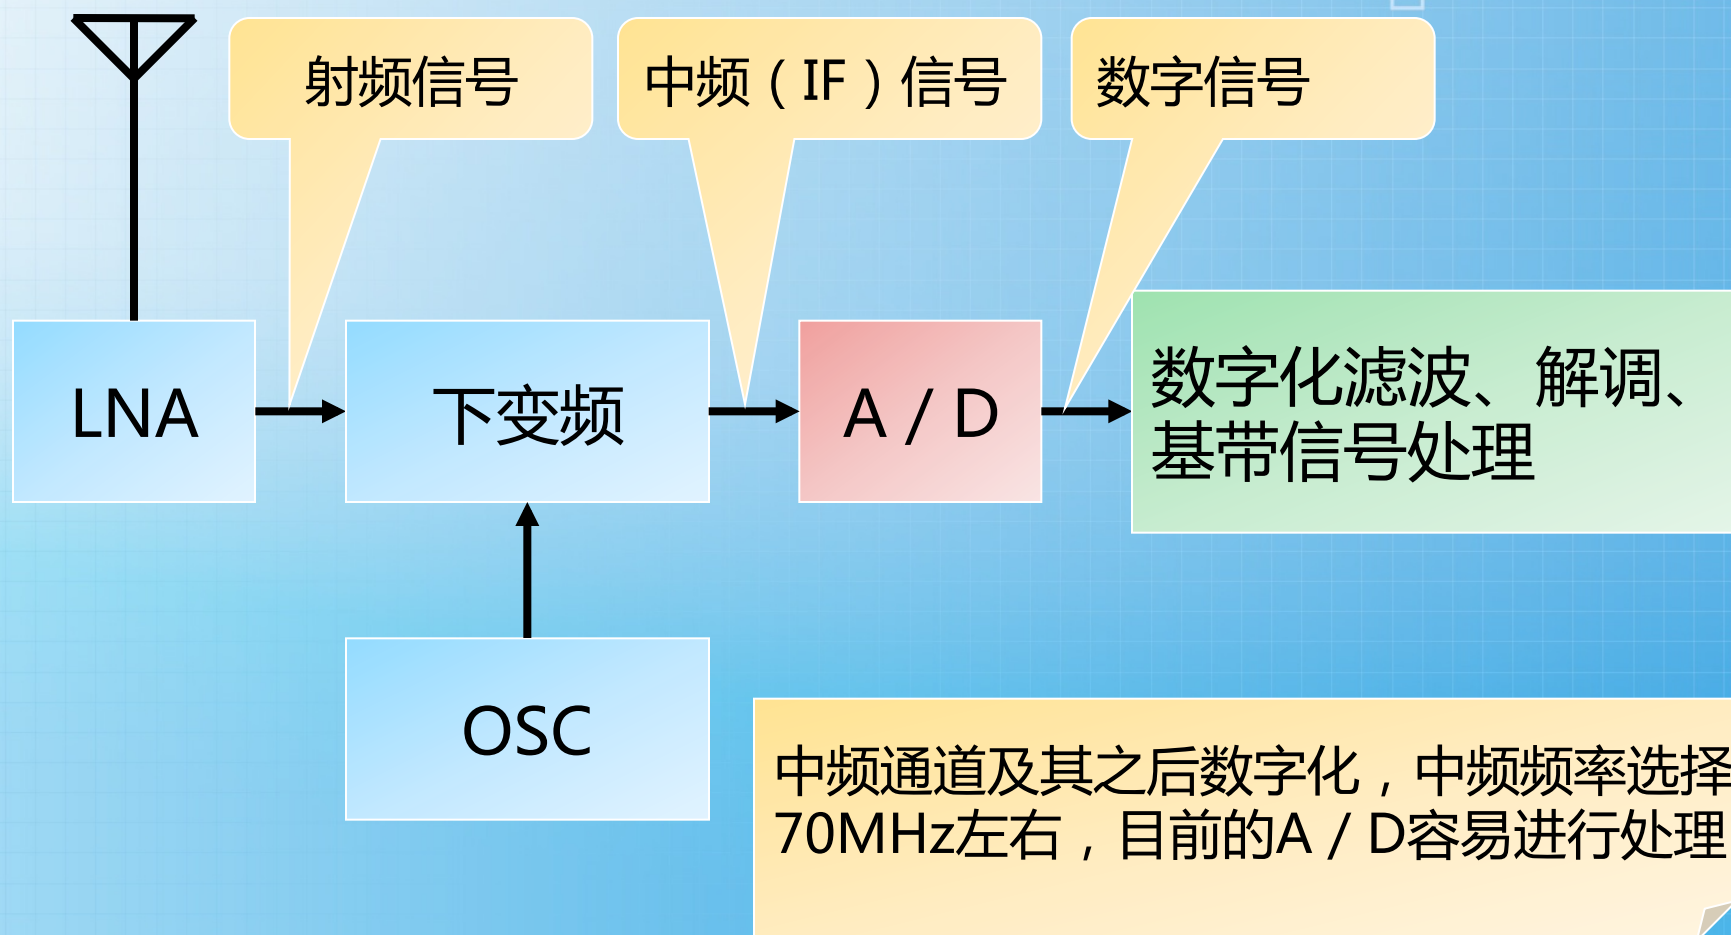 射频信号
中频（IF）信号
数字信号
LNA
下变频
A / D
数字化滤波、解调、
基带信号处理
OSC
中频通道及其之后数字化，中频频率选择
70MHz左右，目前的A / D容易进行处理